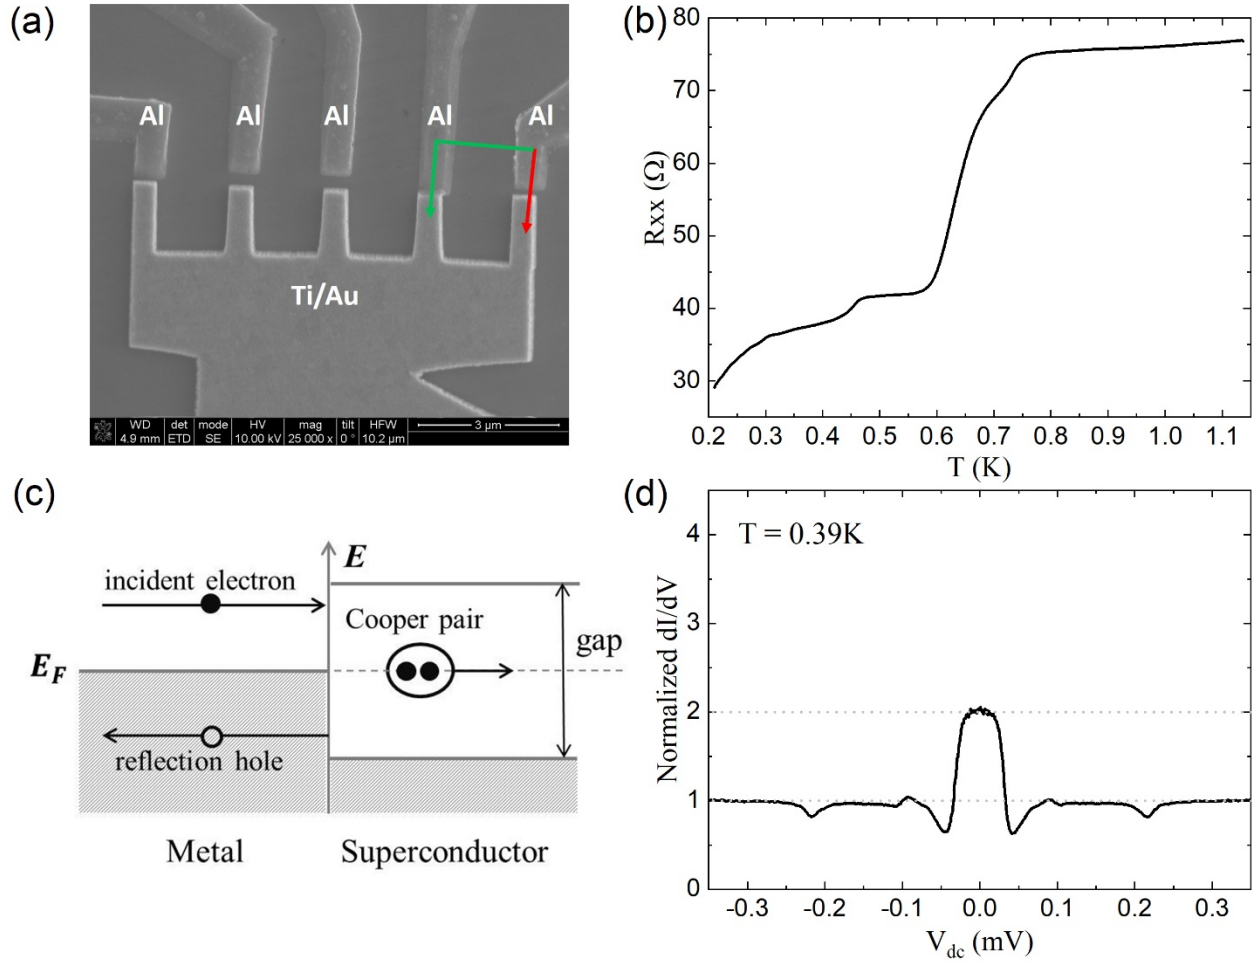 (a)
Al Al Al Al Al
Ti/Au
WD det mode HV mag tilt HFW
4.9 mm ETD SE 10.00 kV 25 000 x 0 ° 10.2 µm 3 µm
(b)
80
70
60
50
40
30
Rxx (Ω)
0.2 0.3 0.4 0.5 0.6 0.7 0.8 0.9 1.0 1.1
T (K)
(c)
E
incident electron
Cooper pair
gap
E_F
reflection hole
Metal Superconductor
(d)
T = 0.39K
4
3
2
1
0
Normalized dI/dV
-0.3 -0.2 -0.1 0.0 0.1 0.2 0.3
V_dc (mV)